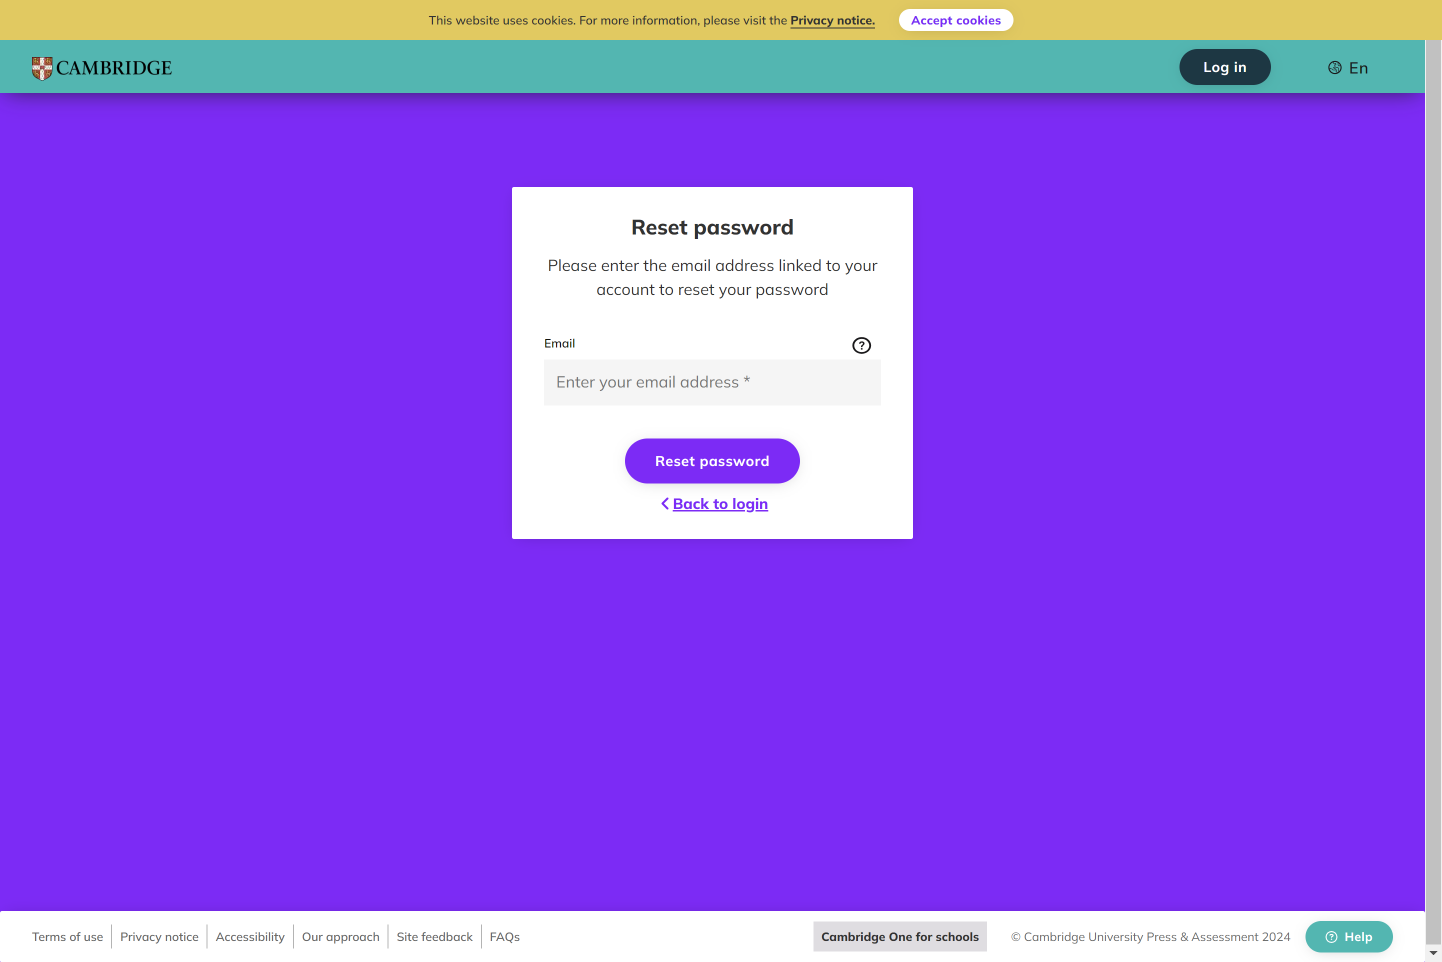 This website uses cookies. For more information, please visit the Privacy notice.
Accept cookies
CAMBRIDGE
Log in
En
Reset password
Please enter the email address linked to your
account to reset your password
Email
?
Enter your email address *
Reset password
Back to login
Terms of use
Privacy notice
Accessibility
Our approach
Site feedback
FAQs
Cambridge One for schools
© Cambridge University Press & Assessment 2024
? Help